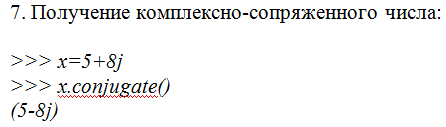 7. Получение комплексно-сопряженного числа:
>>> x=5+8j
>>> x.conjugate()
(5-8j)